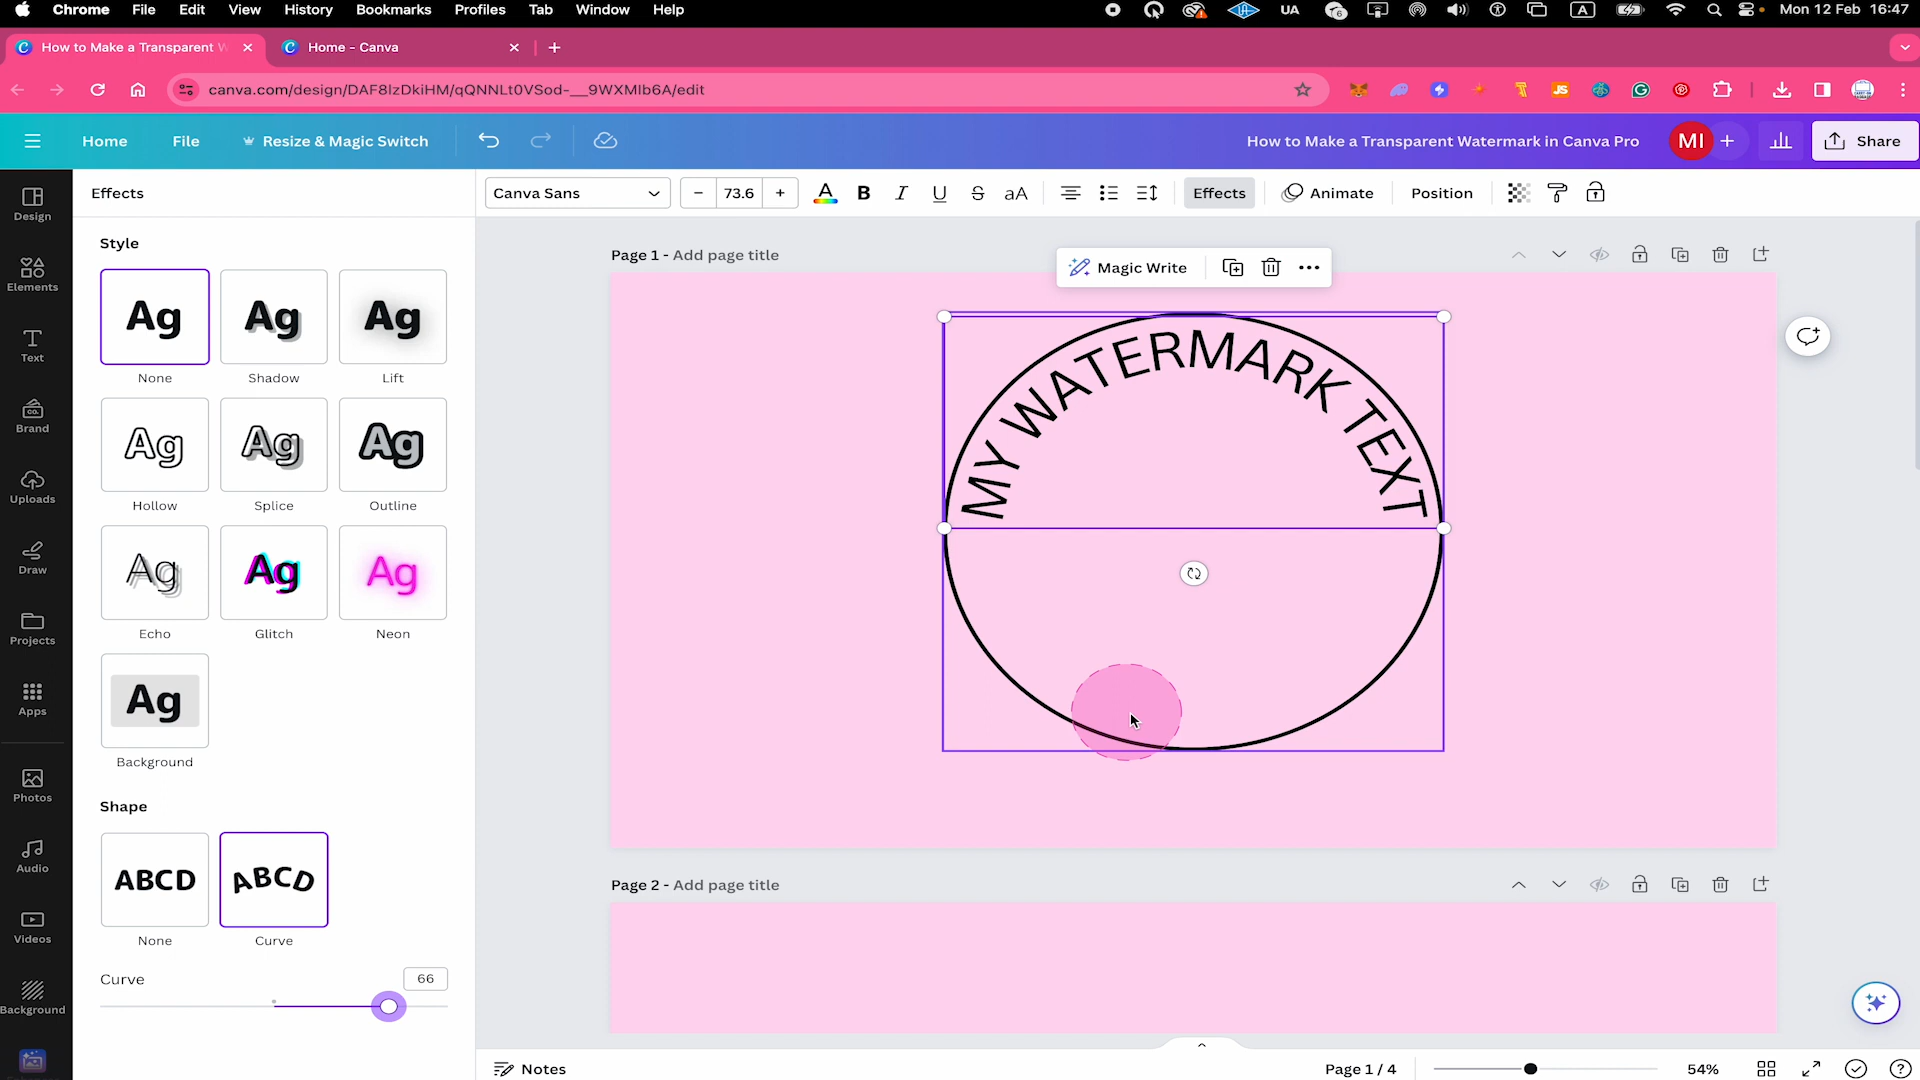 Chrome File Edit View History Bookmarks Profiles Tab Window Help UA 6 A Mon 12 Feb 16:47
How to Make a Transparent W Home - Canva
canva.com/design/DAF8lzDkiHM/qQNNLt0VSod-__9WXMIb6A/edit
Home File Resize & Magic Switch How to Make a Transparent Watermark in Canva Pro MI + Share
Effects Canva Sans − 73.6 + A B I U S aA Effects Animate Position
Design
Elements
Text
Brand
Uploads
Draw
Projects
Apps
Photos
Audio
Videos
Background
Style
Ag Ag Ag
None Shadow Lift
Ag Ag Ag
Hollow Splice Outline
Ag Ag Ag
Echo Glitch Neon
Ag
Background
Shape
ABCD ABCD
None Curve
Curve 66
Page 1 - Add page title
Magic Write
MY WATERMARK TEXT
Page 2 - Add page title
Notes Page 1 / 4 54%